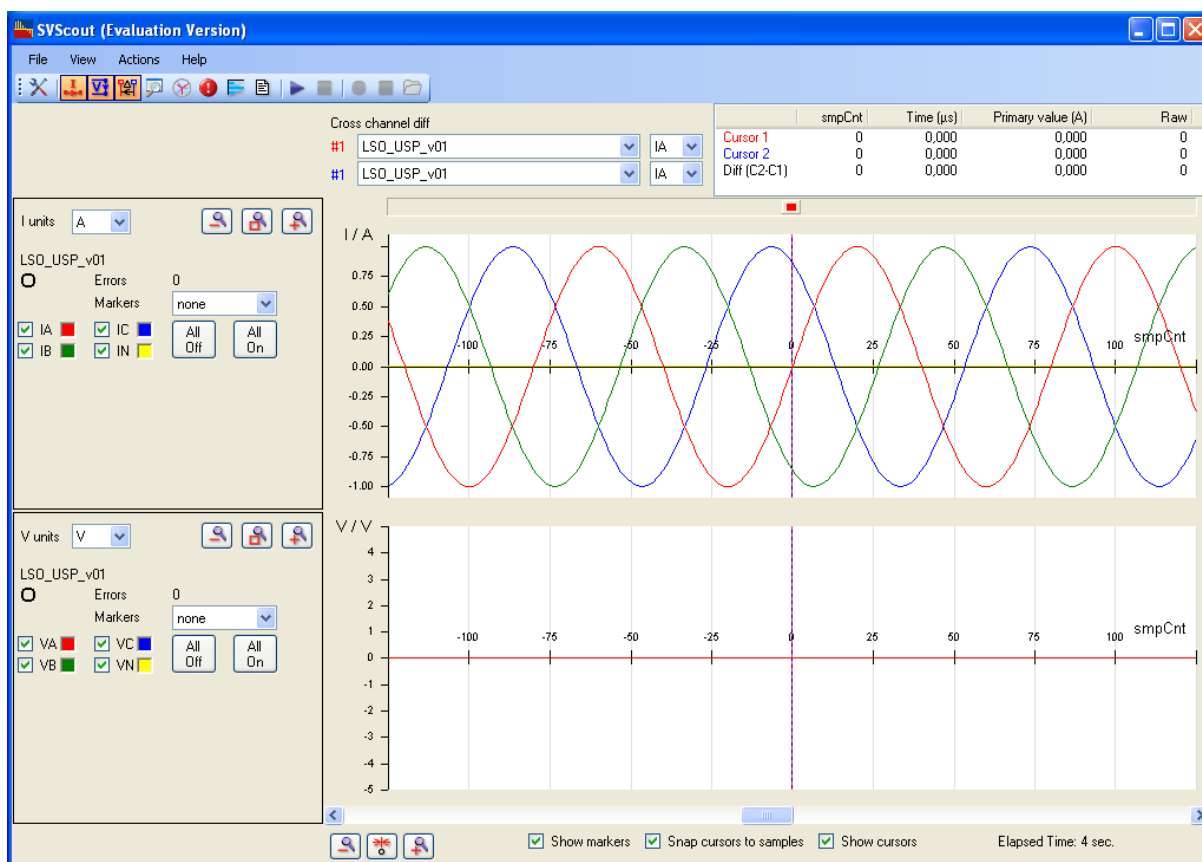 SVScout (Evaluation Version)
File View Actions Help
Cross channel diff
#1 LSO_USP_v01 IA
#1 LSO_USP_v01 IA
smpCnt Time (µs) Primary value (A) Raw
Cursor 1 0 0,000 0,000 0
Cursor 2 0 0,000 0,000 0
Diff (C2-C1) 0 0,000 0,000 0
I units A
LSO_USP_v01
Errors 0
Markers none
IA IC All Off All On
IB IN
I / A
0.75
0.50
0.25
0.00
-0.25
-0.50
-0.75
-1.00
-100 -75 -50 -25 0 25 50 75 100 smpCnt
V units V
LSO_USP_v01
Errors 0
Markers none
VA VC All Off All On
VB VN
V / V
4
3
2
1
0
-1
-2
-3
-4
-5
-100 -75 -50 -25 0 25 50 75 100 smpCnt
Show markers Snap cursors to samples Show cursors Elapsed Time: 4 sec.